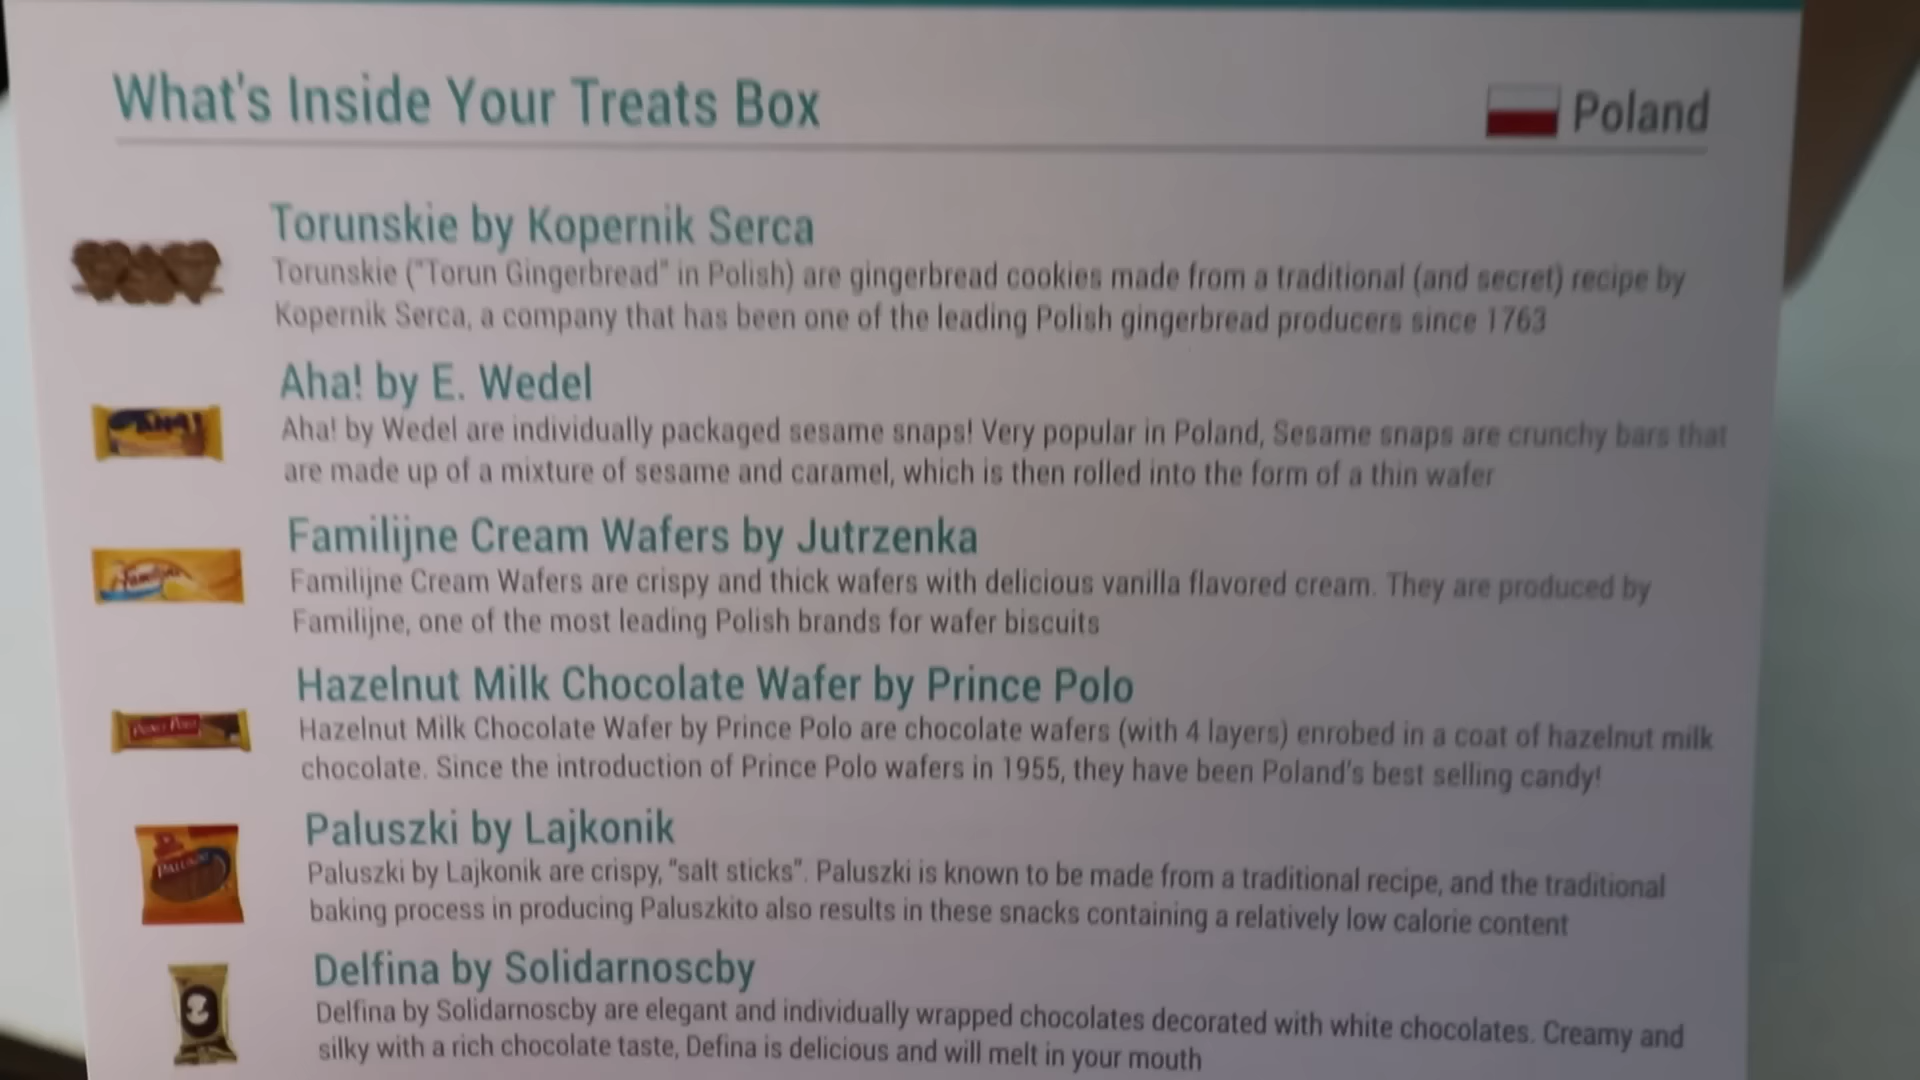 What's Inside Your Treats Box
Poland
Torunskie by Kopernik Serca
Torunskie ("Torun Gingerbread" in Polish) are gingerbread cookies made from a traditional (and secret) recipe by
Kopernik Serca, a company that has been one of the leading Polish gingerbread producers since 1763
Aha! by E. Wedel
AHA!
Aha! by Wedel are individually packaged sesame snaps! Very popular in Poland, Sesame snaps are crunchy bars that
are made up of a mixture of sesame and caramel, which is then rolled into the form of a thin wafer
Familijne Cream Wafers by Jutrzenka
Familijne
Familijne Cream Wafers are crispy and thick wafers with delicious vanilla flavored cream. They are produced by
Familijne, one of the most leading Polish brands for wafer biscuits
Hazelnut Milk Chocolate Wafer by Prince Polo
Prince Polo
Hazelnut Milk Chocolate Wafer by Prince Polo are chocolate wafers (with 4 layers) enrobed in a coat of hazelnut milk
chocolate. Since the introduction of Prince Polo wafers in 1955, they have been Poland's best selling candy!
Paluszki by Lajkonik
PALUSZKI
Paluszki by Lajkonik are crispy, "salt sticks". Paluszki is known to be made from a traditional recipe, and the traditional
baking process in producing Paluszkito also results in these snacks containing a relatively low calorie content
Delfina by Solidarnoscby
Delfina by Solidarnoscby are elegant and individually wrapped chocolates decorated with white chocolates. Creamy and
silky with a rich chocolate taste, Defina is delicious and will melt in your mouth